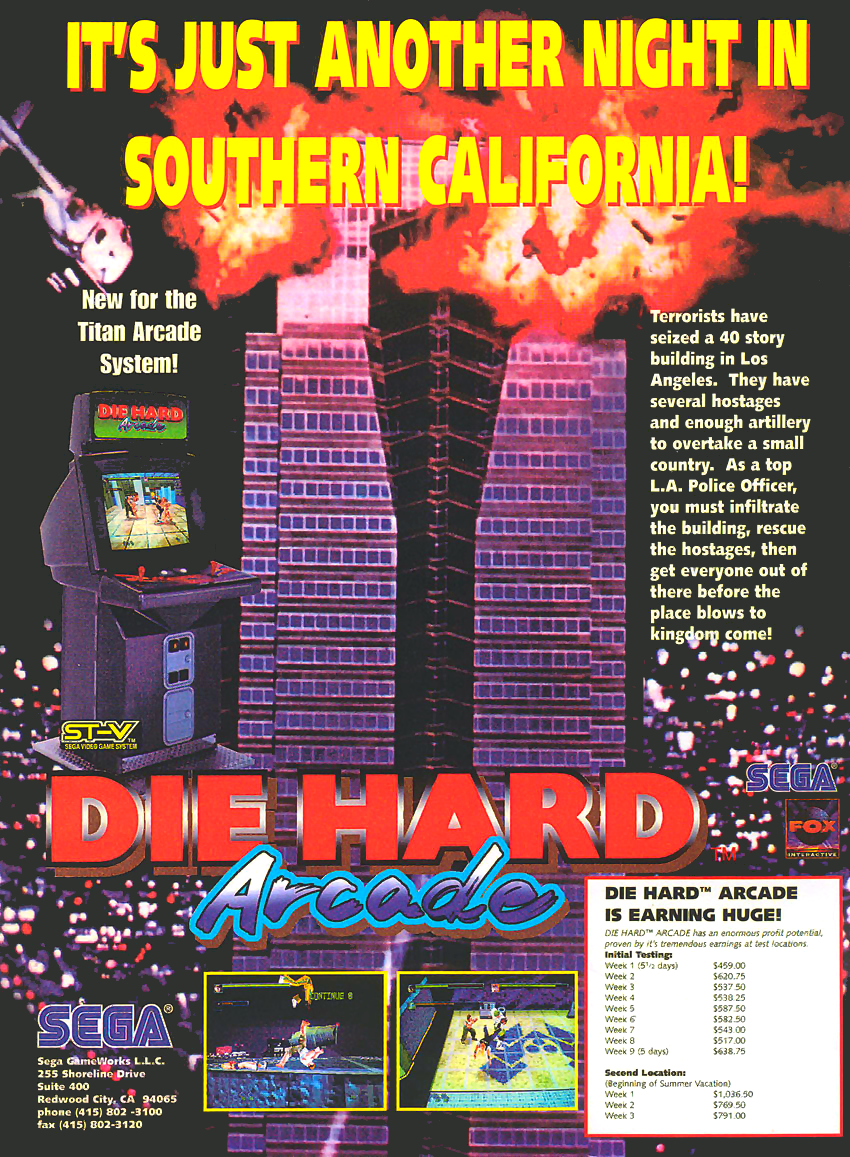 IT'S JUST ANOTHER NIGHT IN
SOUTHERN CALIFORNIA!
New for the
Titan Arcade
System!
Terrorists have
seized a 40 story
building in Los
Angeles. They have
several hostages
and enough artillery
to overtake a small
country. As a top
L.A. Police Officer,
you must infiltrate
the building, rescue
the hostages, then
get everyone out of
there before the
place blows to
kingdom come!
DIE HARD
Arcade
ST-V™
SEGA VIDEO GAME SYSTEM
SEGA®
FOX
INTERACTIVE
DIE HARD™
Arcade
DIE HARD™ ARCADE
IS EARNING HUGE!
DIE HARD™ ARCADE has an enormous profit potential,
proven by it's tremendous earnings at test locations.
Initial Testing:
Week 1 (5½ days) $459.00
Week 2 $620.75
Week 3 $537.50
Week 4 $538.25
Week 5 $587.50
Week 6 $582.50
Week 7 $543.00
Week 8 $517.00
Week 9 (5 days) $638.75
Second Location:
(Beginning of Summer Vacation)
Week 1 $1,036.50
Week 2 $769.50
Week 3 $791.00
CONTINUE 8
SEGA®
Sega GameWorks L.L.C.
255 Shoreline Drive
Suite 400
Redwood City, CA 94065
phone (415) 802 -3100
fax (415) 802-3120